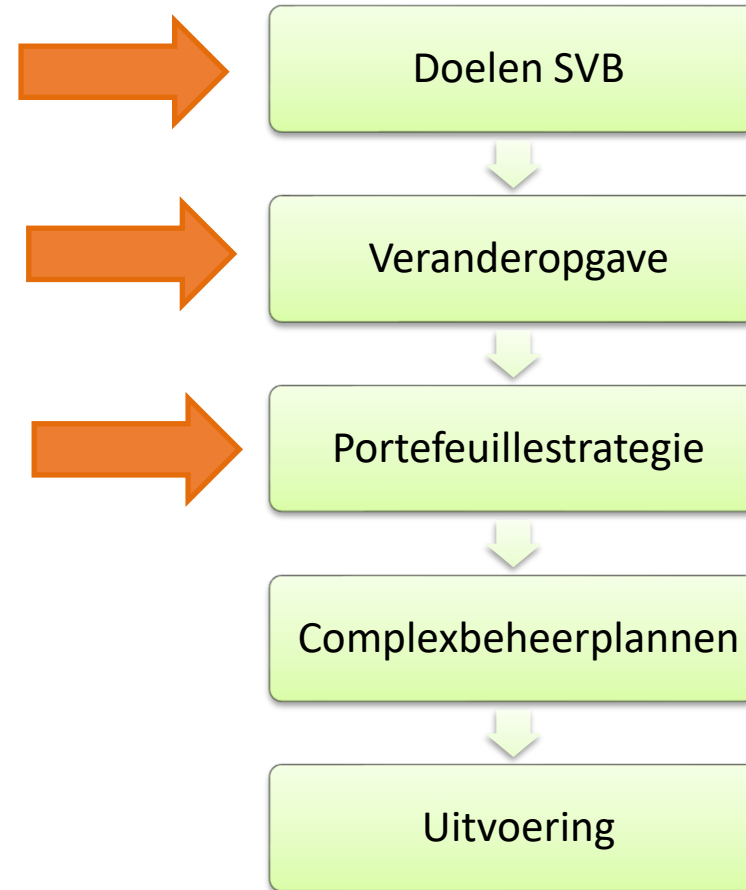 Doelen SVB
Veranderopgave
Portefeuillestrategie
Complexbeheerplannen
Uitvoering